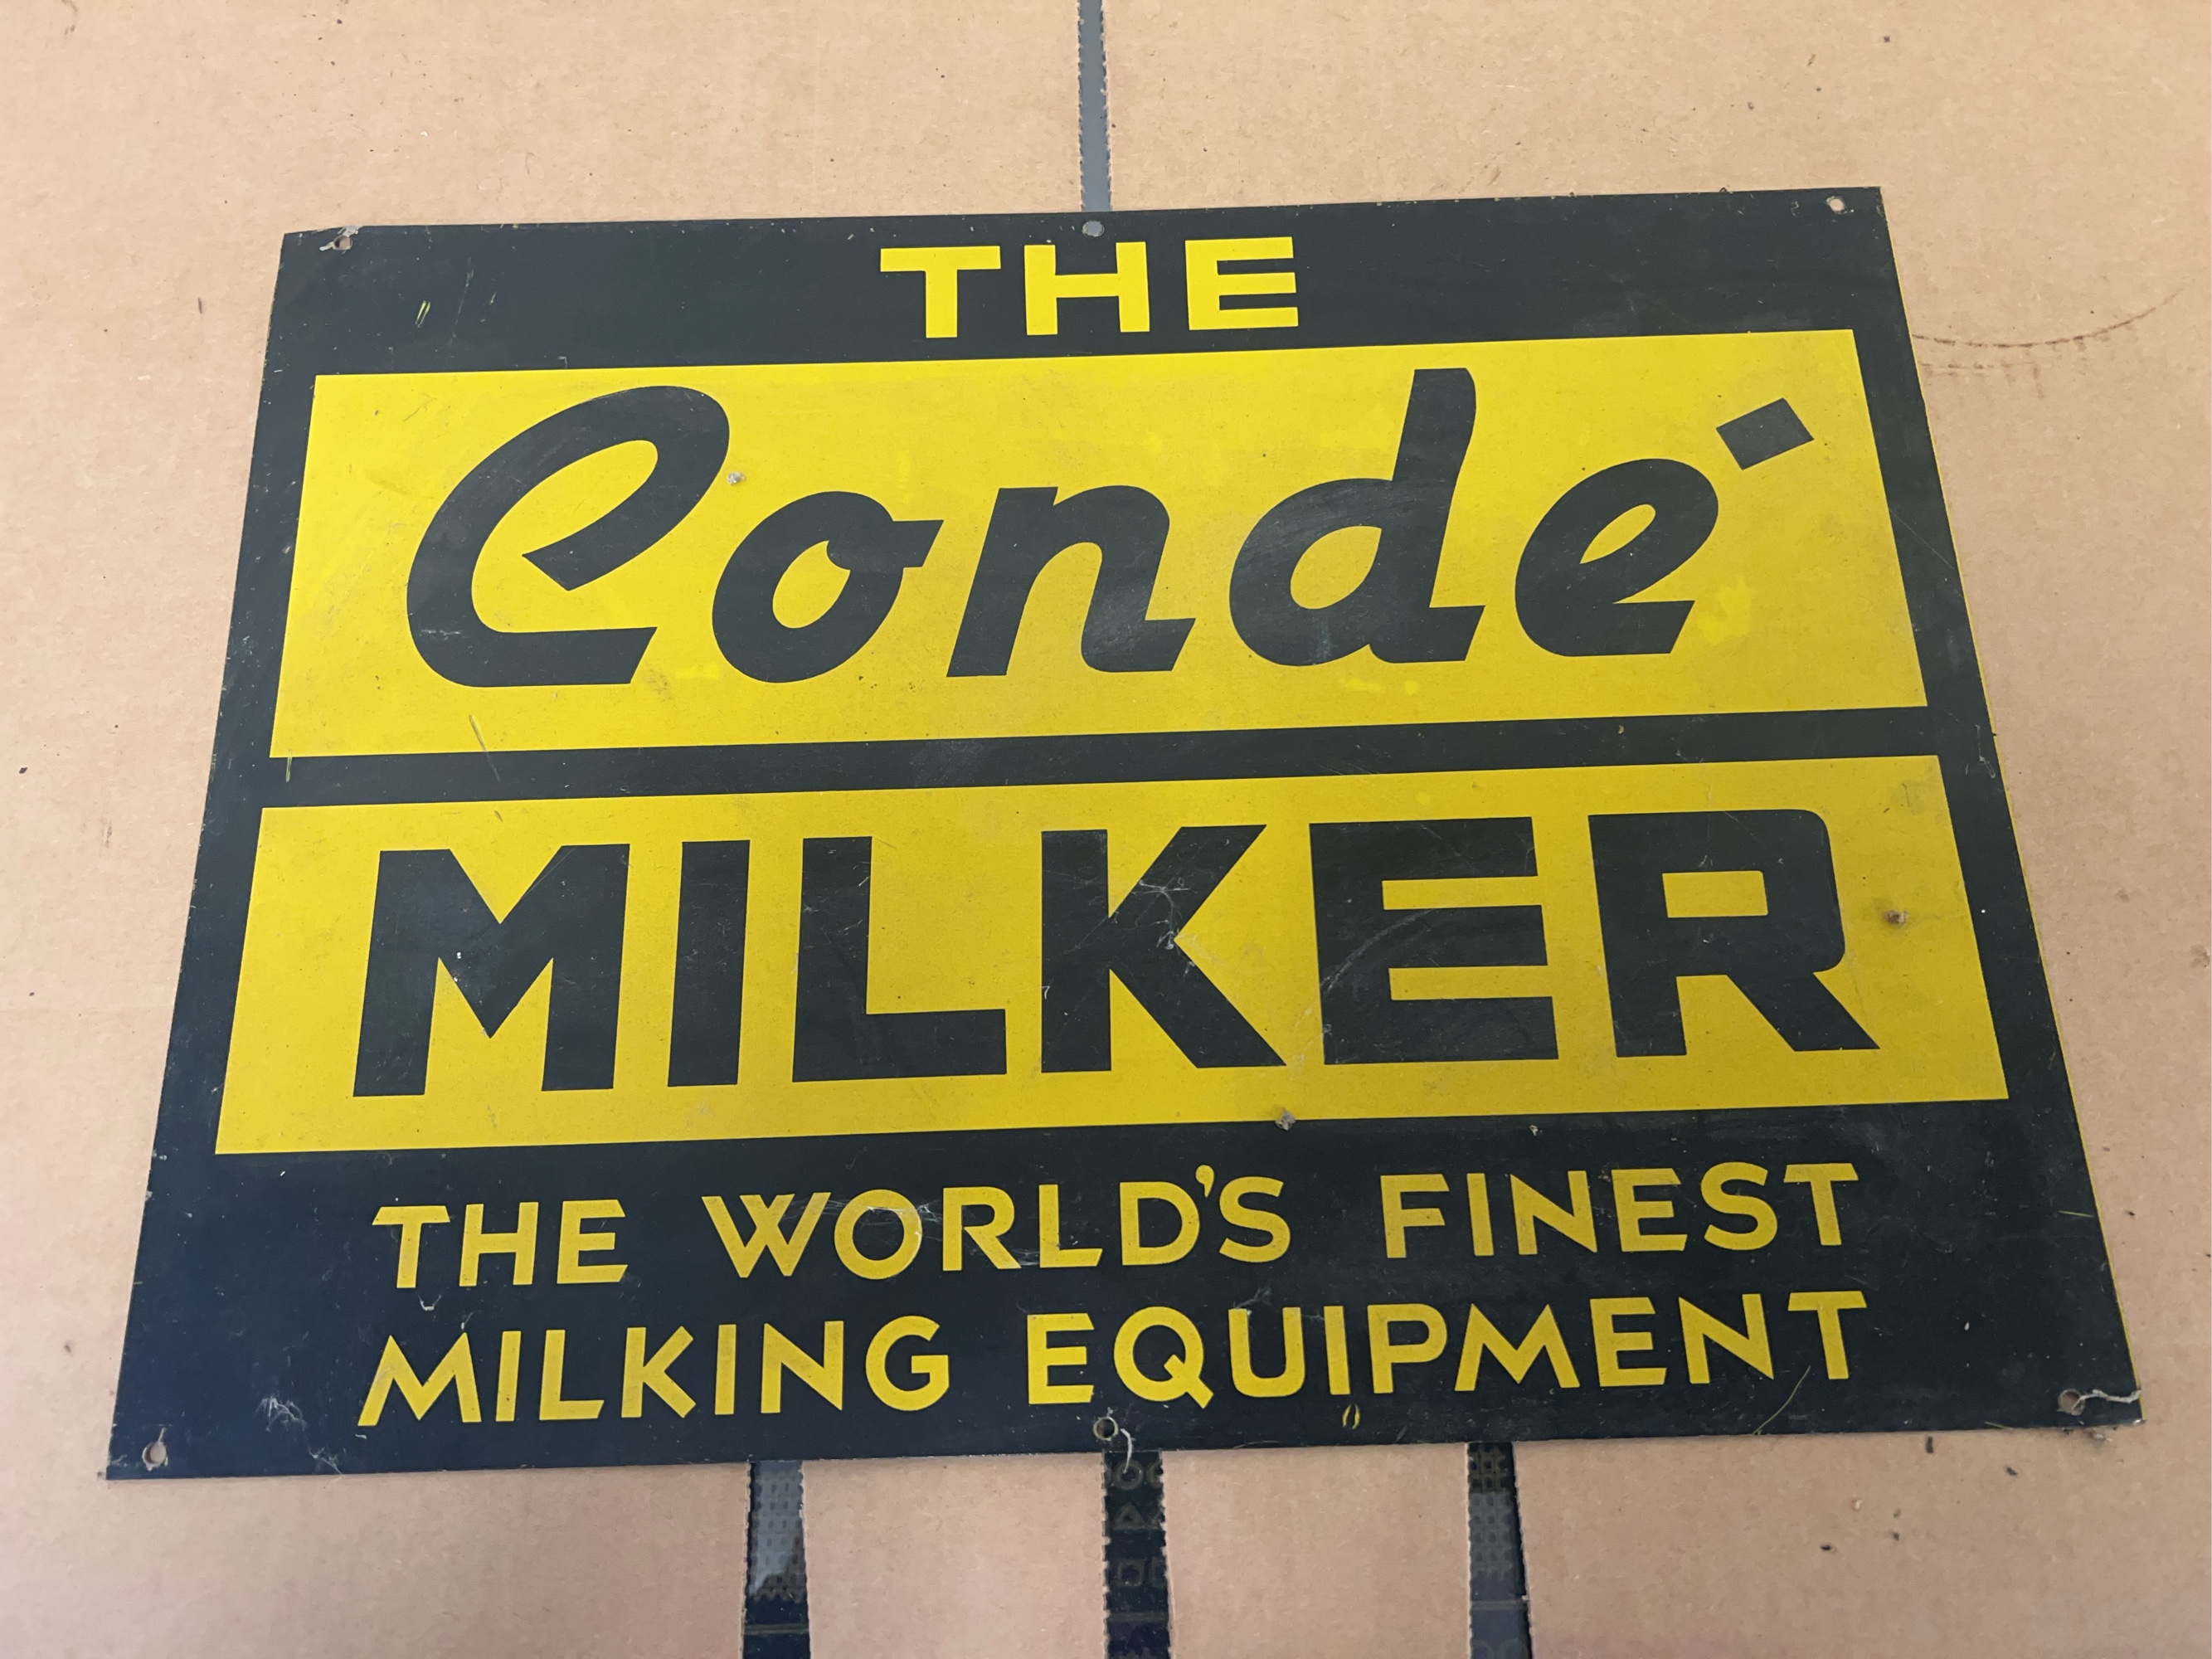 THE
Condé
MILKER
THE WORLD'S FINEST
MILKING EQUIPMENT